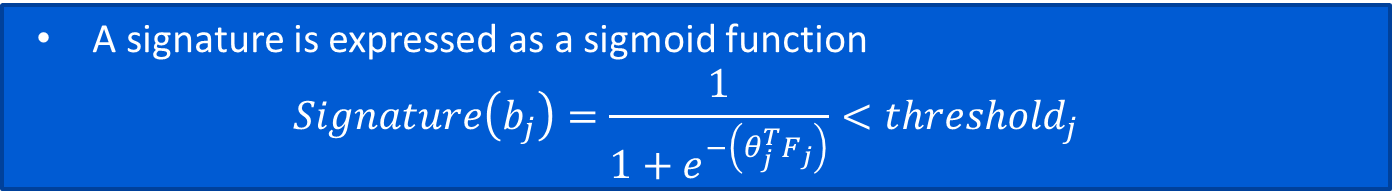 • A signature is expressed as a sigmoid function
Signature(b_j) = 1 / (1 + e^{-(θ_j^T F_j)}) < threshold_j